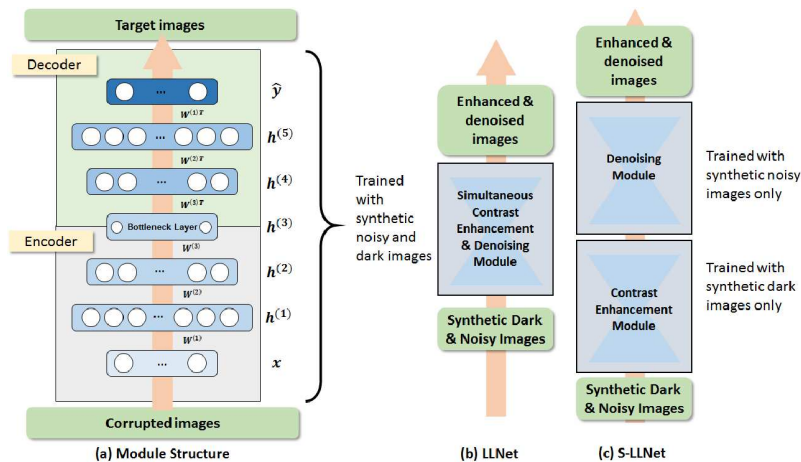 Target images
Decoder
...
ŷ
W(1)T
...
h(5)
W(2)T
...
h(4)
W(3)T
Bottleneck Layer
h(3)
Encoder
W(3)
...
h(2)
W(2)
...
h(1)
W(1)
...
x
Corrupted images
(a) Module Structure
Trained
with
synthetic
noisy and
dark images
Enhanced &
denoised
images
Simultaneous
Contrast
Enhancement
& Denoising
Module
Synthetic Dark
& Noisy Images
(b) LLNet
Enhanced &
denoised
images
Denoising
Module
Trained with
synthetic noisy
images only
Contrast
Enhancement
Module
Trained with
synthetic dark
images only
Synthetic Dark
& Noisy Images
(c) S-LLNet